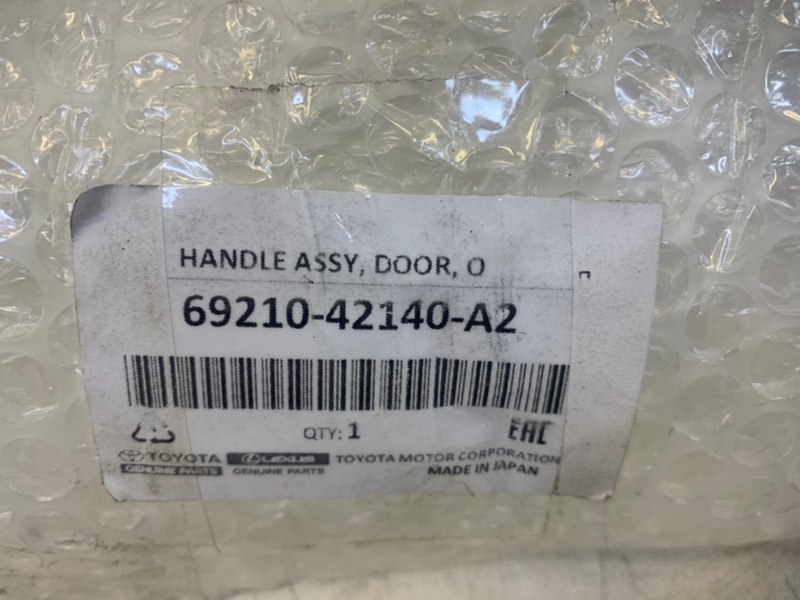 HANDLE ASSY, DOOR, O
69210-42140-A2
QTY: 1 EAC
TOYOTA LEXUS TOYOTA MOTOR CORPORATION
GENUINE PARTS GENUINE PARTS MADE IN JAPAN